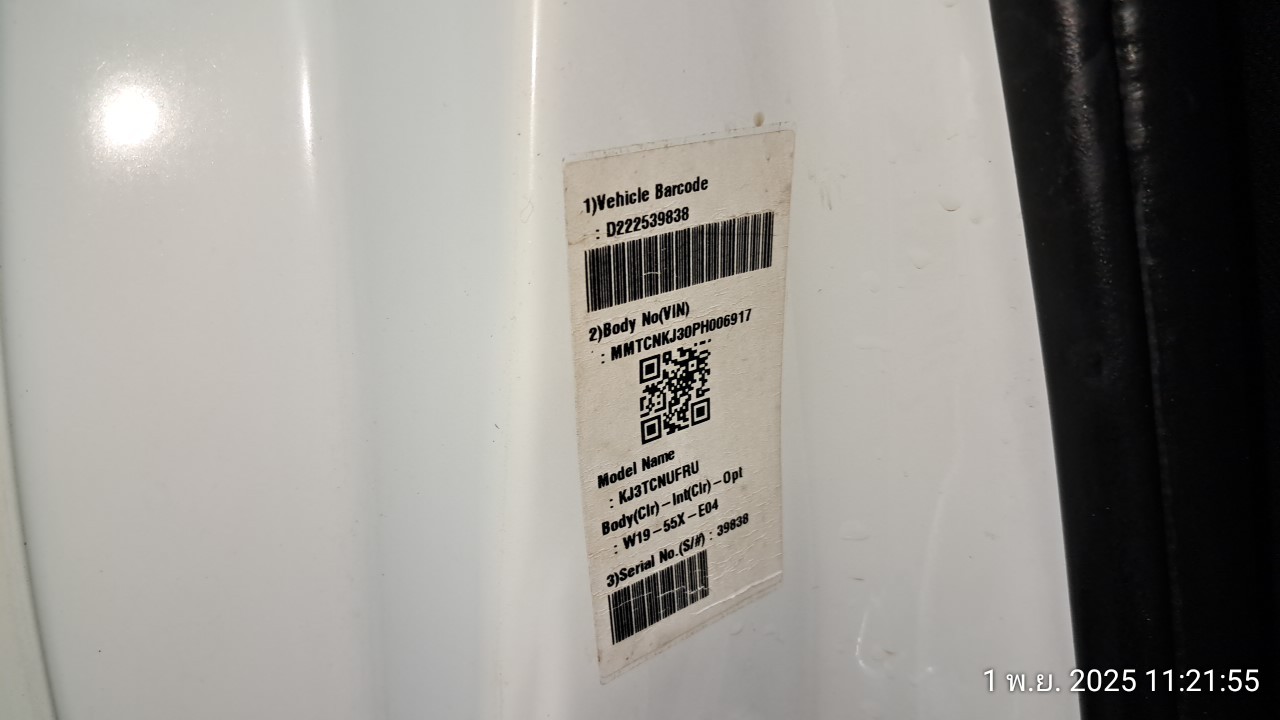 1)Vehicle Barcode
: D222539838
2)Body No(VIN)
: MMTCNKJ30PH006917
Model Name
: KJ3TCNUFRU
Body(Clr)-Int(Clr)-Opt
: W19-55X-E04
3)Serial No.(S/#) : 39838
1 พ.ย. 2025 11:21:55